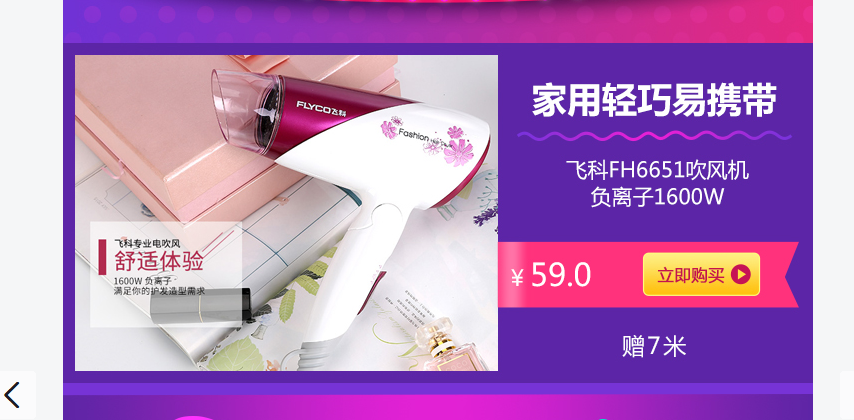 家用轻巧易携带
飞科FH6651吹风机
负离子1600W
¥ 59.0
立即购买
赠7米
FLYCO飞科
Fashion
飞科专业电吹风
舒适体验
1600W 负离子
满足你的护发造型需求